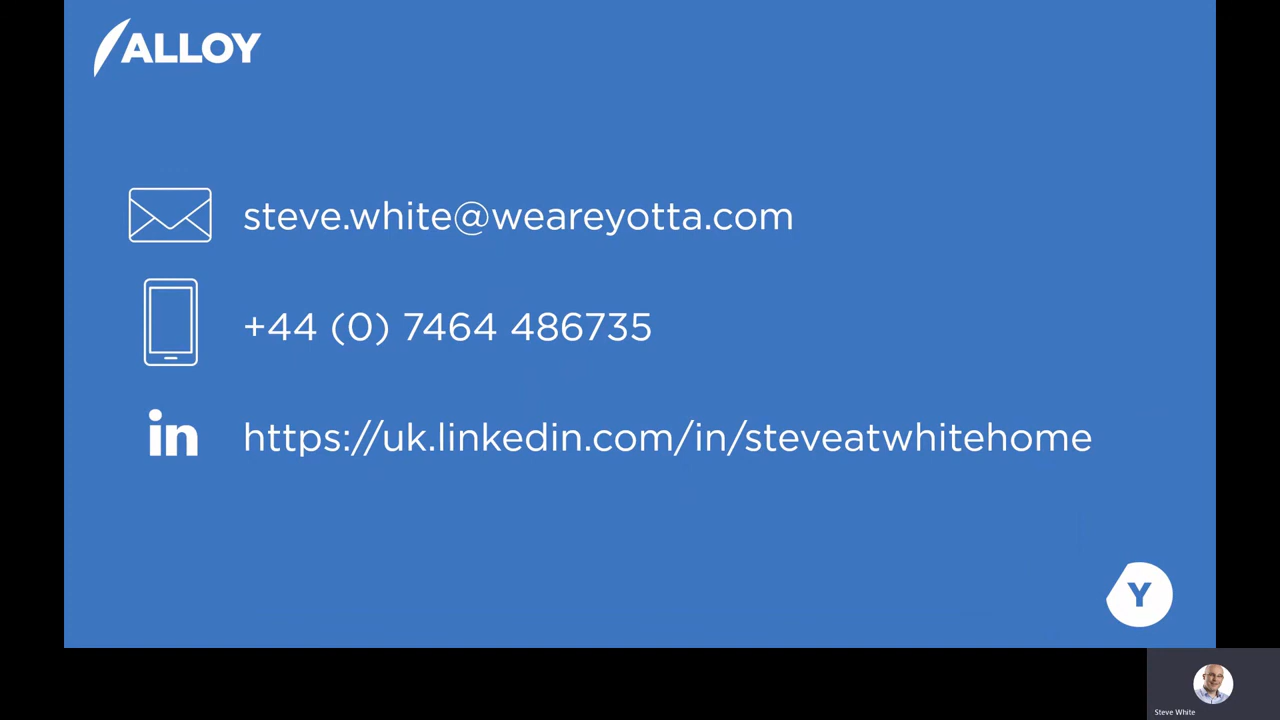 ALLOY
steve.white@weareyotta.com
+44 (0) 7464 486735
in https://uk.linkedin.com/in/steveatwhitehome
Y
Steve White